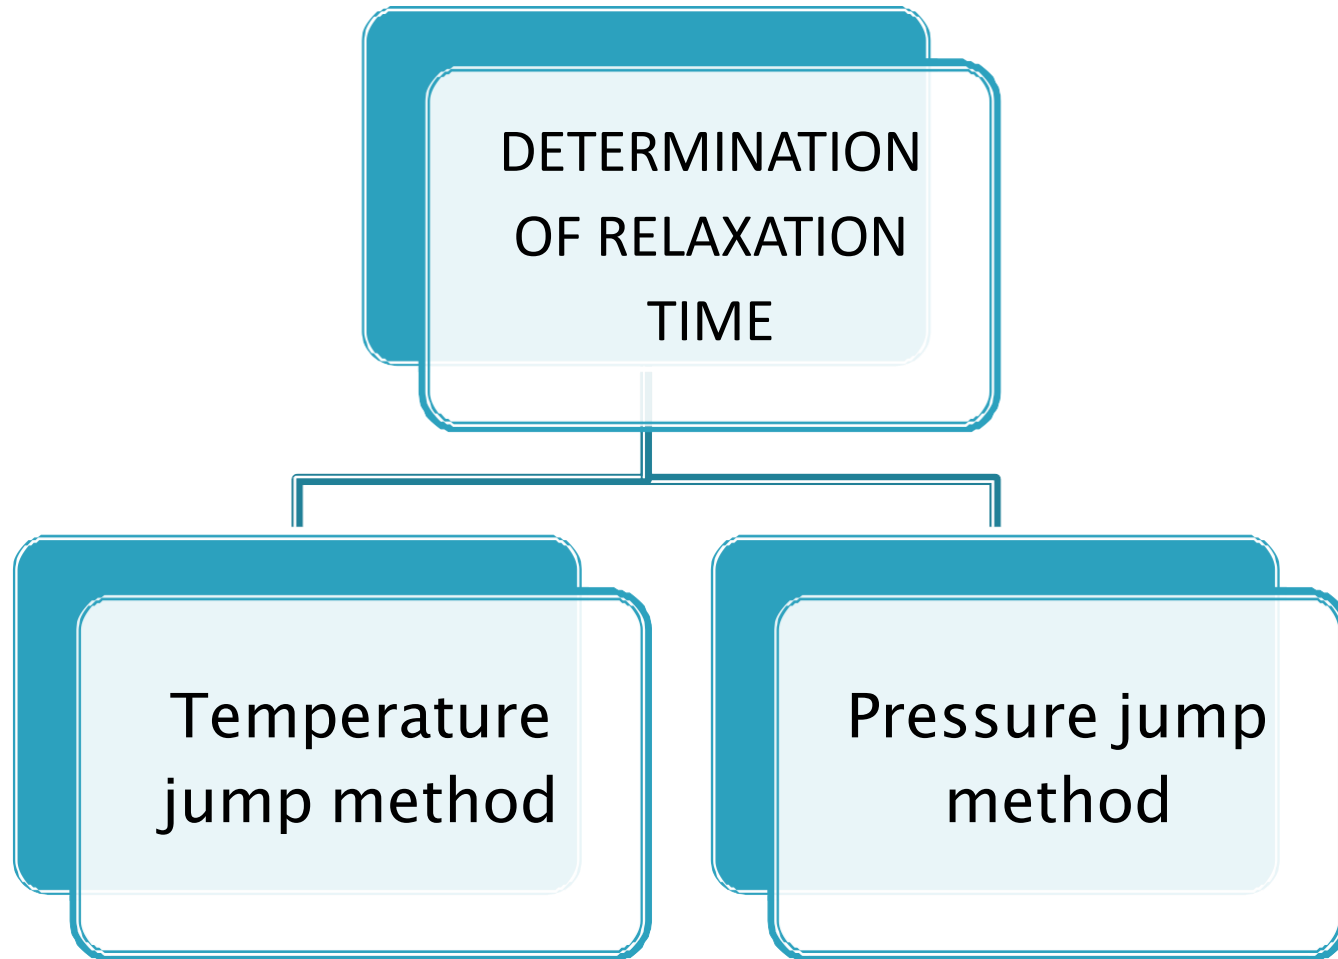 DETERMINATION
OF RELAXATION
TIME
Temperature
jump method
Pressure jump
method